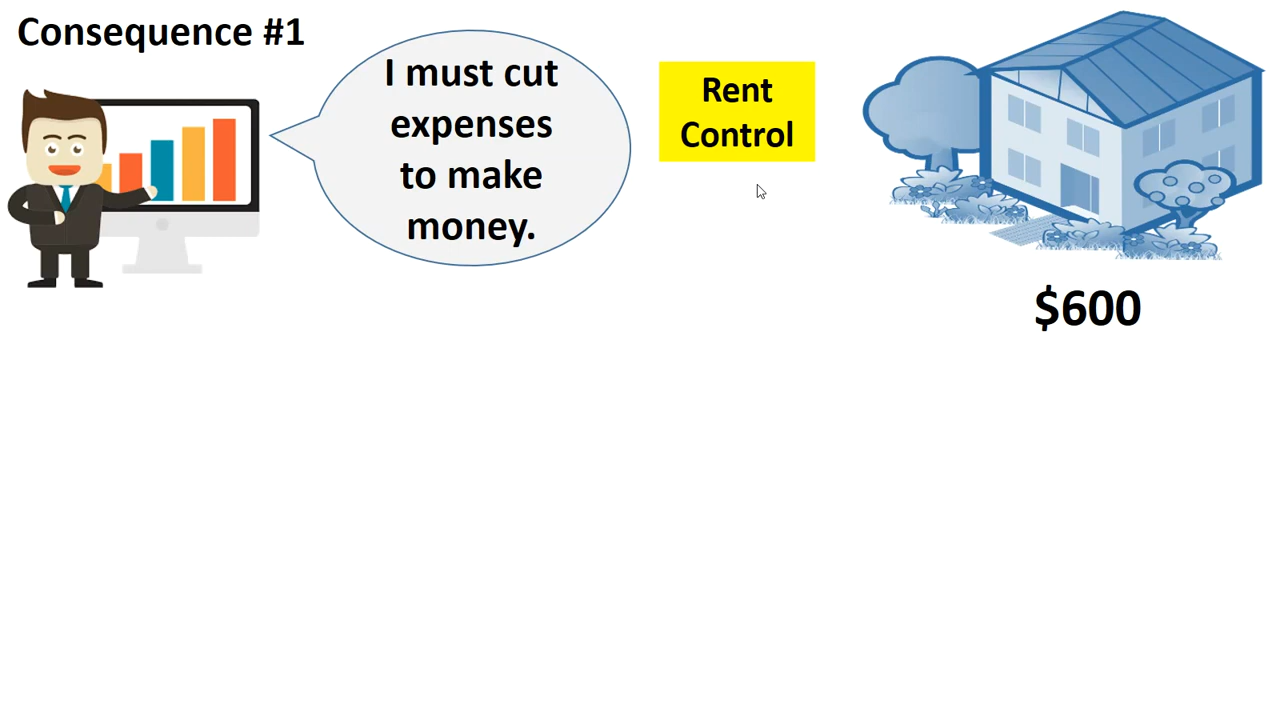 Consequence #1
I must cut
expenses
to make
money.
Rent
Control
$600